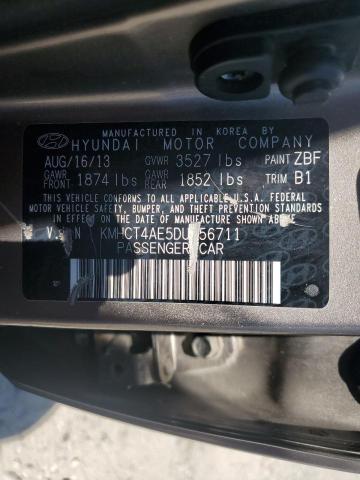 MANUFACTURED IN KOREA BY
HYUNDAI MOTOR COMPANY
AUG/16/13 GVWR 3527 lbs PAINT ZBF
GAWR FRONT 1874 lbs GAWR 1852 lbs TRIM B1
THIS VEHICLE CONFORMS TO ALL APPLICABLE U.S. FEDERAL MOTOR VEHICLE
SAFETY, BUMPER, AND THEFT PREVENTION STANDARDS
IN EFFECT ON THE DATE OF MANUFACTURE SHOWN ABOVE.
PASSENGER CAR